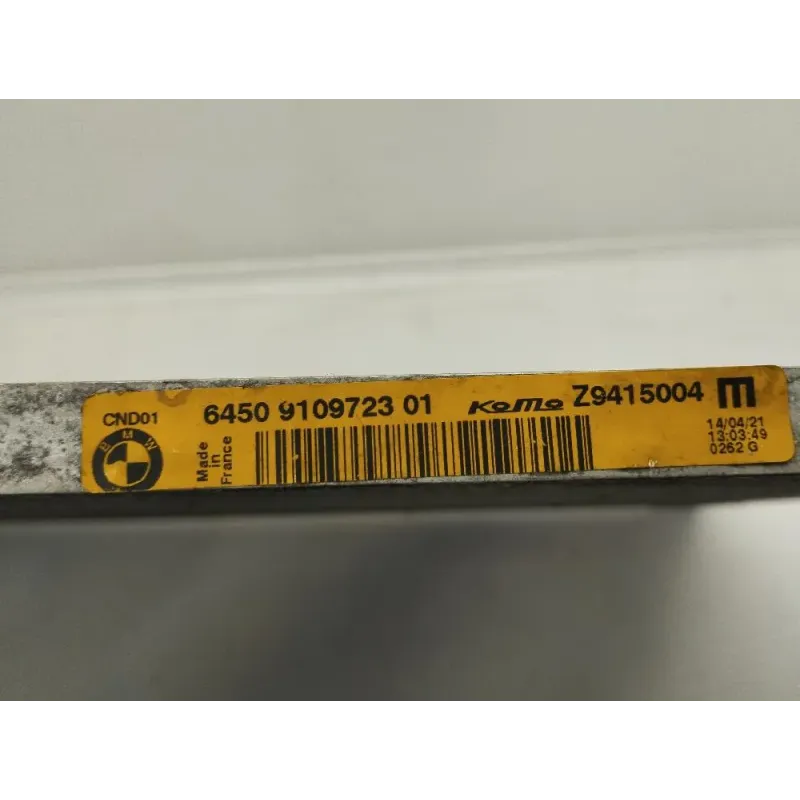 CND01 6450 9109723 01 KoMo Z9415004 m
BMW
Made
in
France
14/04/21
13:03:49
0262 G